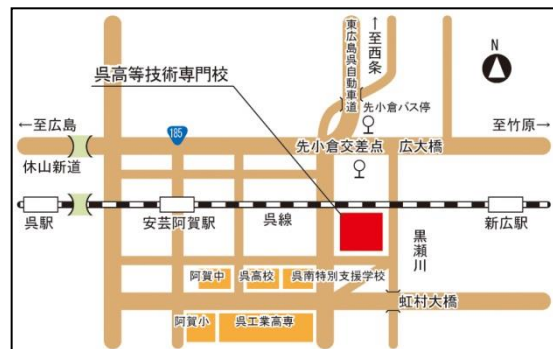 ↑至西条
東広島呉自動車道
N
呉高等技術専門校
先小倉バス停
←至広島
185
至竹原→
先小倉交差点
広大橋
休山新道
呉駅
安芸阿賀駅
呉線
新広駅
黒瀬川
阿賀中
呉高校
呉南特別支援学校
虹村大橋
阿賀小
呉工業高専